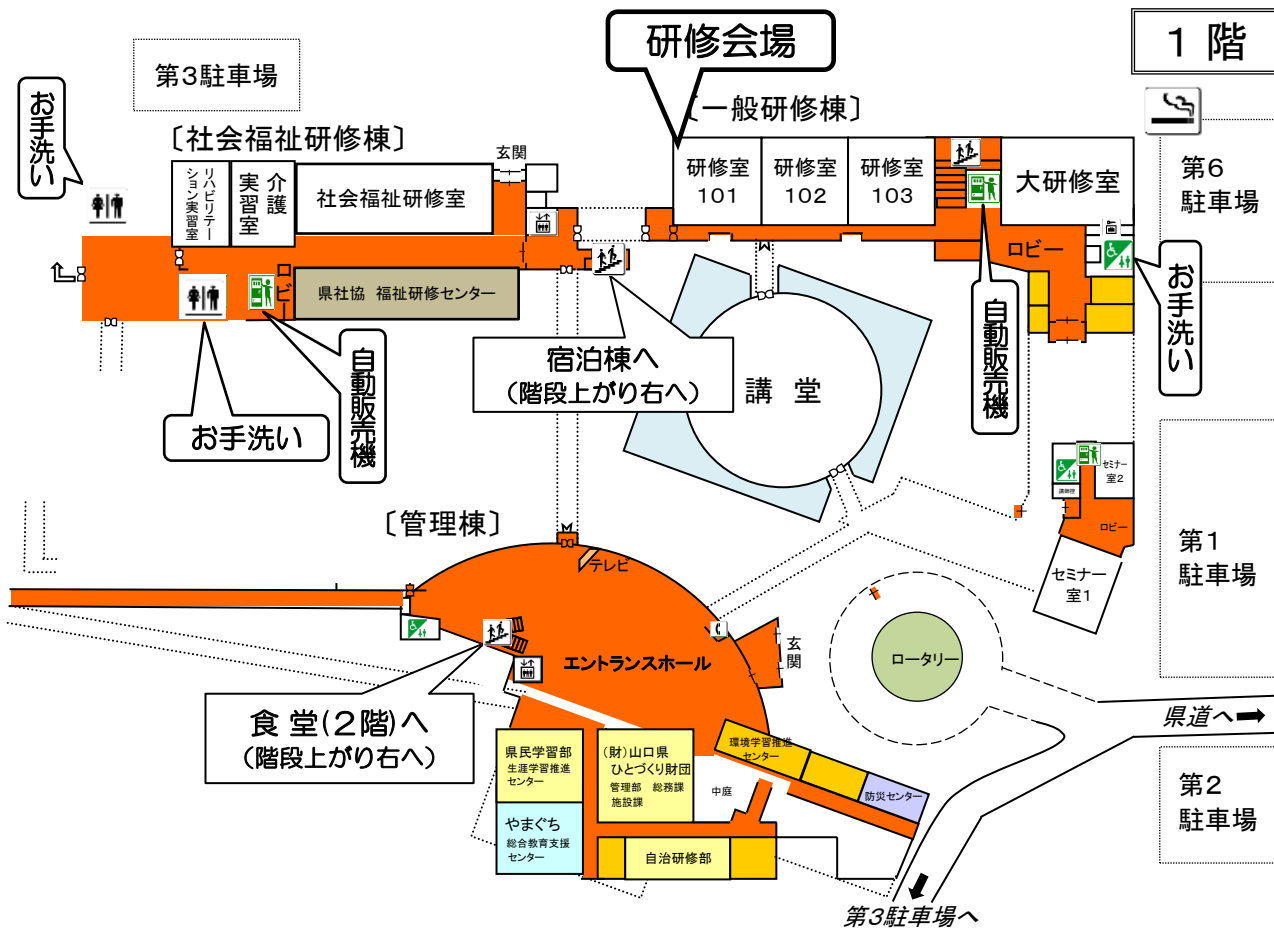 1 階
研修会場
第3駐車場
お手洗い
〔社会福祉研修棟〕
〔一般研修棟〕
玄関
リハビリテー
ション実習室
介護
実習室
社会福祉研修室
研修室
101
研修室
102
研修室
103
大研修室
第6
駐車場
ロビー
県社協 福祉研修センター
ロビー
お手洗い
自動販売機
お手洗い
自動販売機
宿泊棟へ
(階段上がり右へ)
講 堂
セミナー
室2
講師控
ロビー
セミナー
室1
第1
駐車場
〔管理棟〕
テレビ
エントランスホール
玄関
ロータリー
食 堂(2階)へ
(階段上がり右へ)
県道へ
県民学習部
生涯学習推進
センター
(財)山口県
ひとづくり財団
管理部 総務課
施設課
環境学習推進
センター
防災センター
中庭
やまぐち
総合教育支援
センター
自治研修部
第2
駐車場
第3駐車場へ